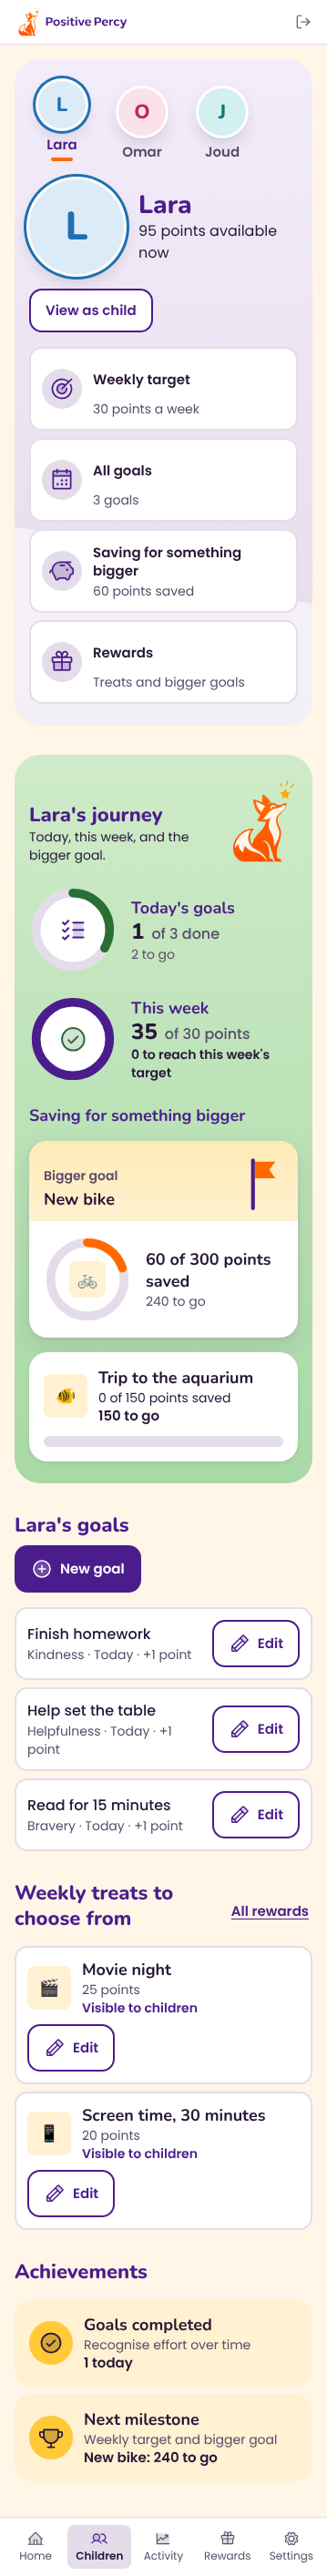 Positive Percy
L
O
J
Lara
Omar
Joud
L
Lara
95 points available
now
View as child
Weekly target
30 points a week
All goals
3 goals
Saving for something
bigger
60 points saved
Rewards
Treats and bigger goals
Lara's journey
Today, this week, and the
bigger goal.
Today's goals
1 of 3 done
2 to go
This week
35 of 30 points
0 to reach this week's
target
Saving for something bigger
Bigger goal
New bike
60 of 300 points
saved
240 to go
Trip to the aquarium
0 of 150 points saved
150 to go
Lara's goals
New goal
Finish homework
Kindness · Today · +1 point
Edit
Help set the table
Helpfulness · Today · +1
point
Edit
Read for 15 minutes
Bravery · Today · +1 point
Edit
Weekly treats to
choose from
All rewards
Movie night
25 points
Visible to children
Edit
Screen time, 30 minutes
20 points
Visible to children
Edit
Achievements
Goals completed
Recognise effort over time
1 today
Next milestone
Weekly target and bigger goal
New bike: 240 to go
Home
Children
Activity
Rewards
Settings